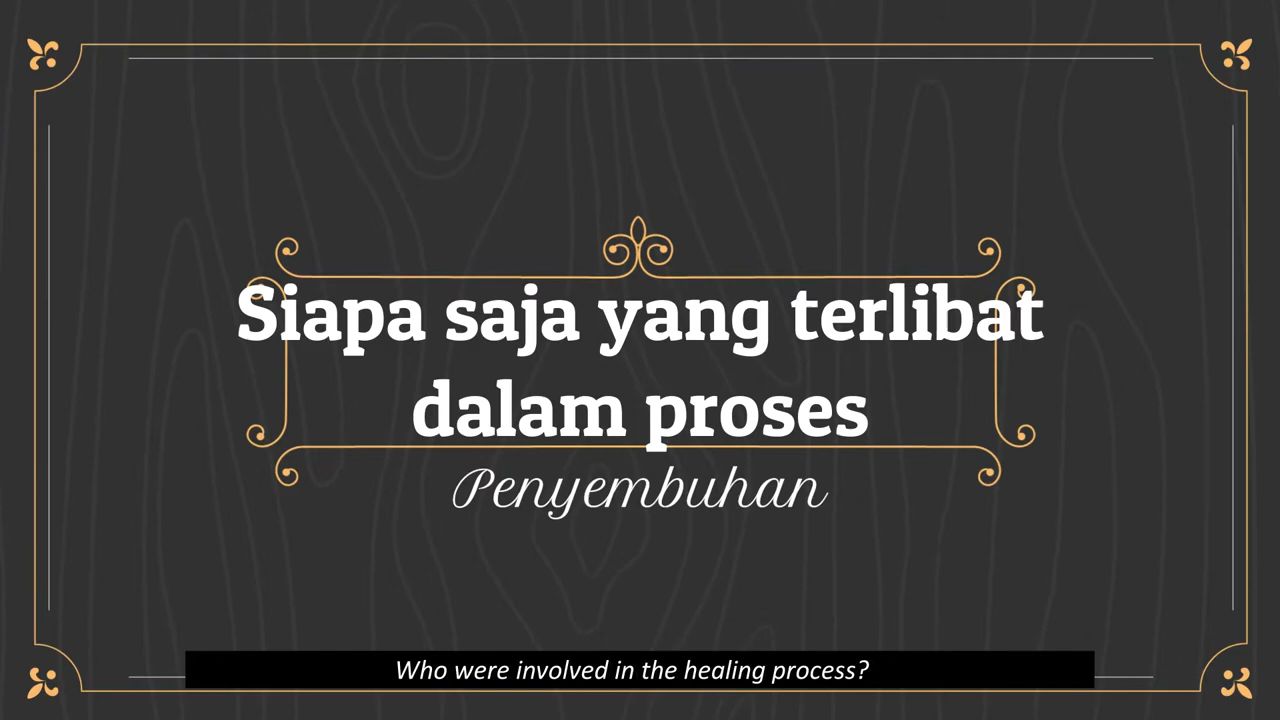 Siapa saja yang terlibat
dalam proses
Penyembuhan
Who were involved in the healing process?